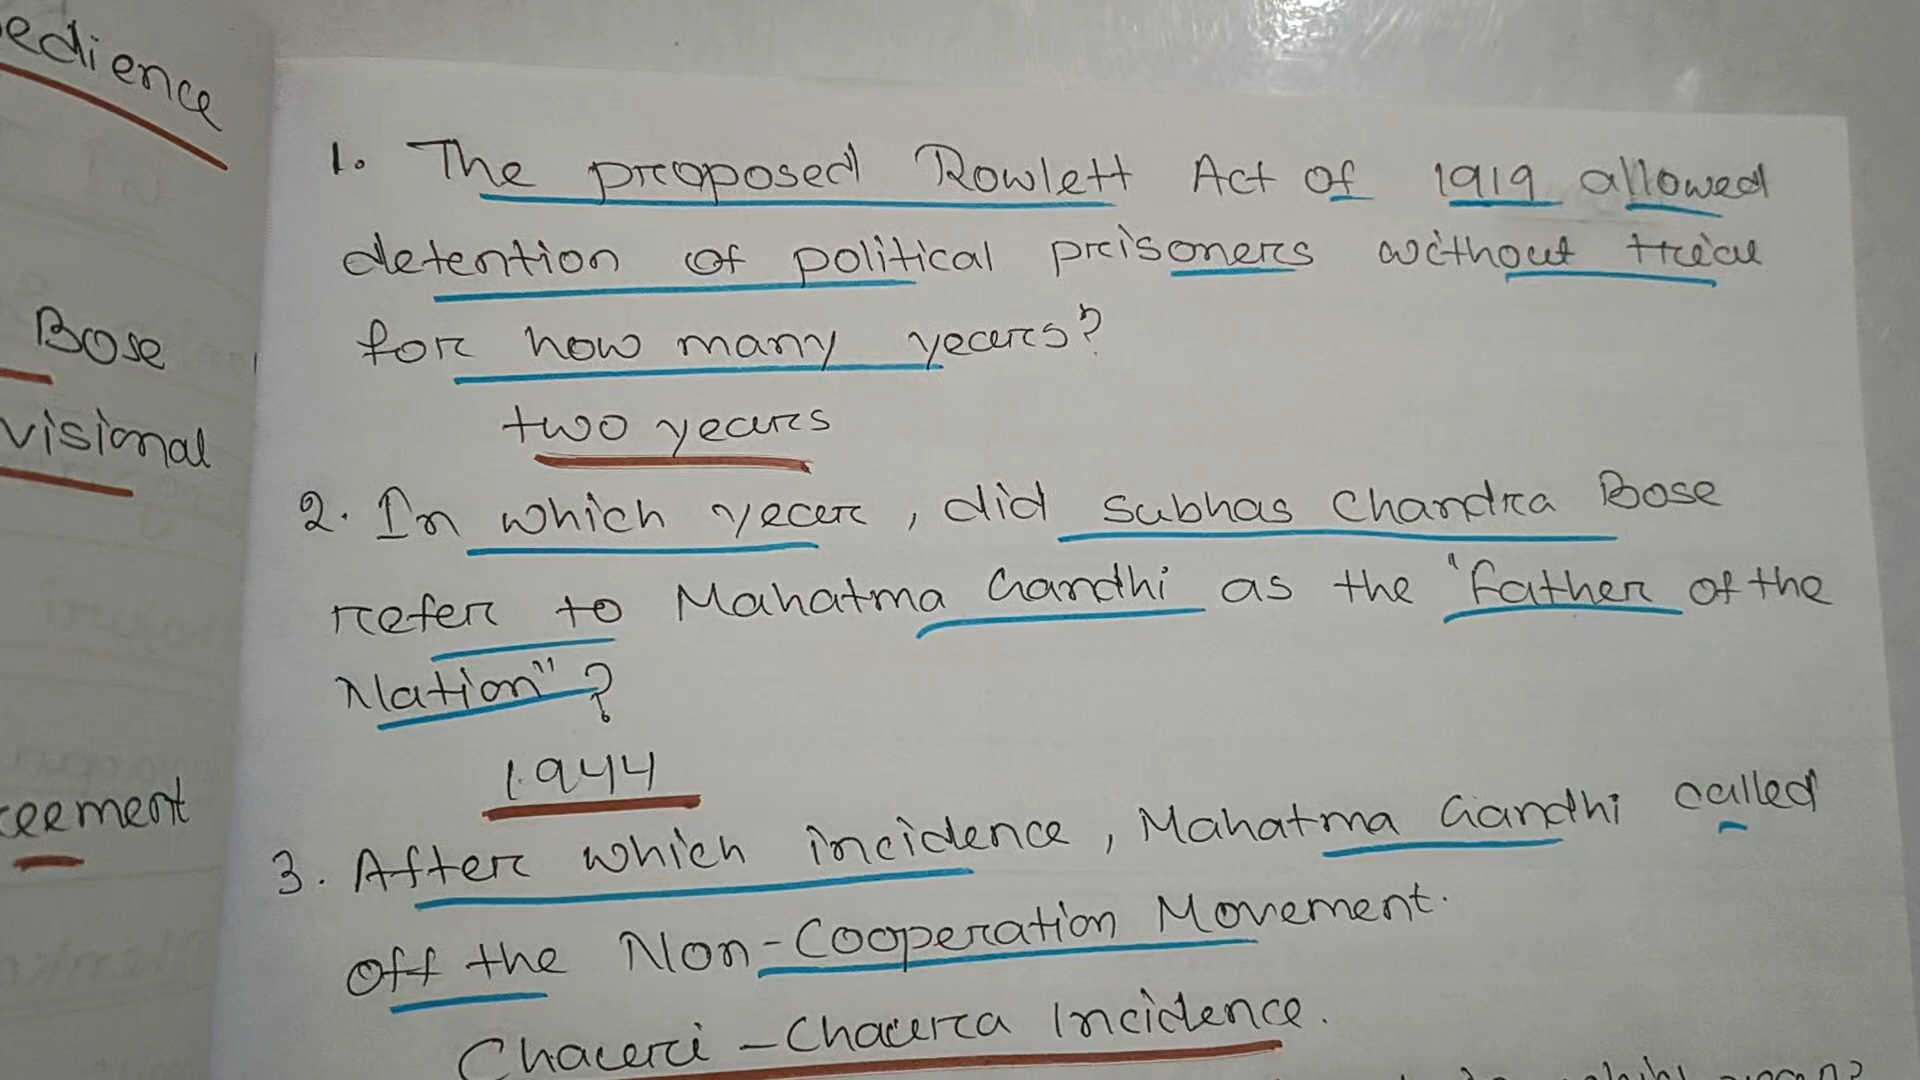 edience
Bose
visional
eement
1. The proposed Rowlett Act of 1919 allowed
detention of political prisoners without trial
for how many years?
two years
2. In which year, did Subhas Chandra Bose
refer to Mahatma Gandhi as the "Father of the
Nation"?
1944
3. After which incidence, Mahatma Gandhi called
off the Non-Cooperation Movement.
Chauri-Chaura Incidence.